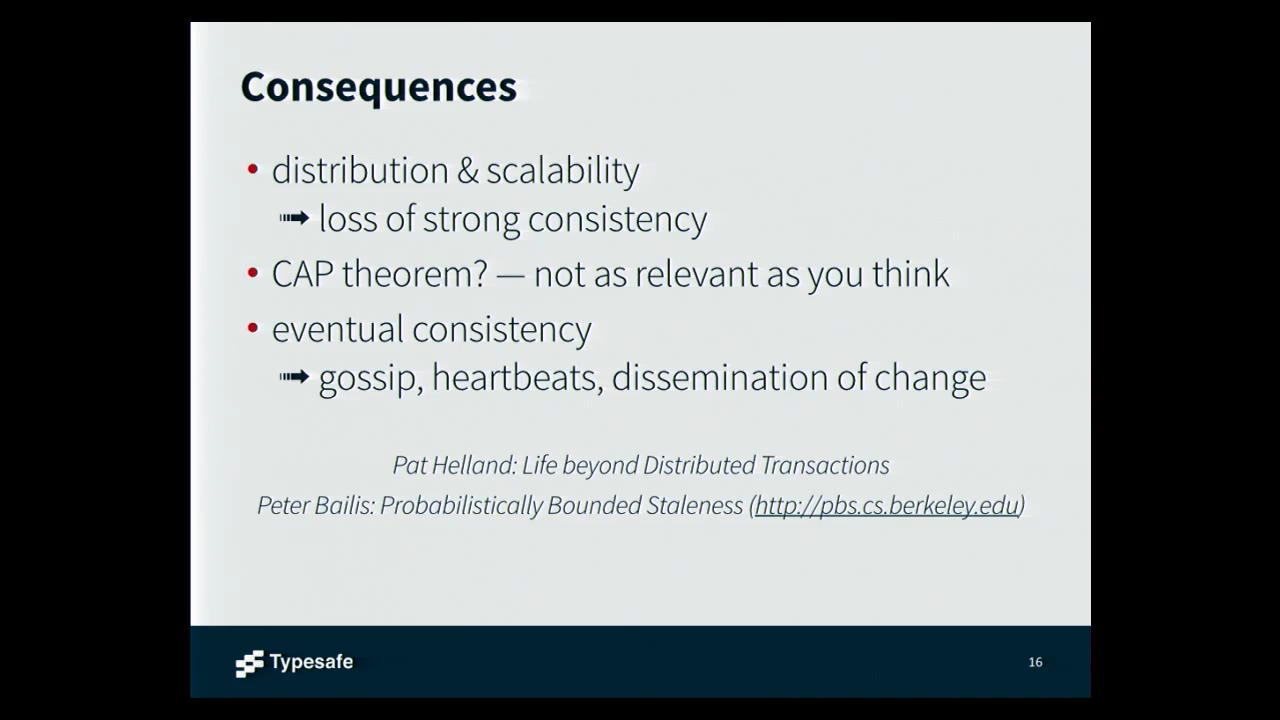 Consequences
• distribution & scalability
➟ loss of strong consistency
• CAP theorem? — not as relevant as you think
• eventual consistency
➟ gossip, heartbeats, dissemination of change
Pat Helland: Life beyond Distributed Transactions
Peter Bailis: Probabilistically Bounded Staleness (http://pbs.cs.berkeley.edu)
Typesafe
16